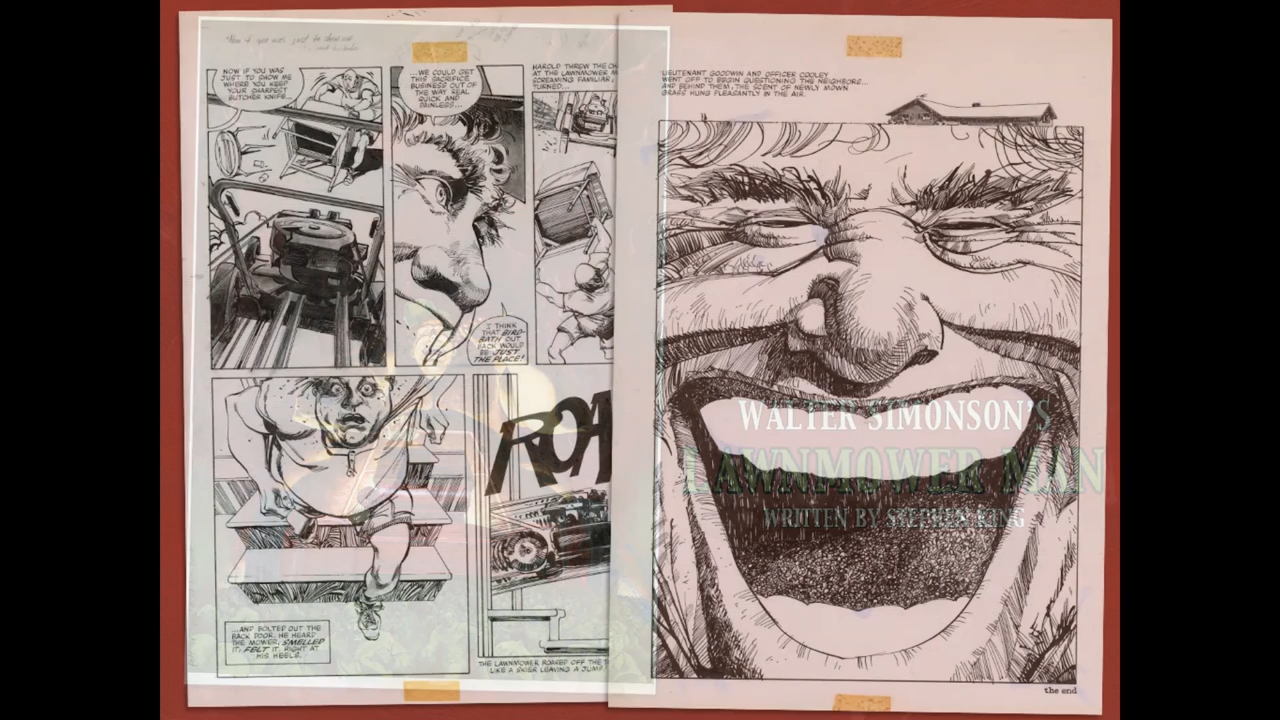 NOW IF YOU WAS
JUST TO SHOW ME
WHERE YOU KEEP
YOUR SHARPEST
BUTCHER KNIFE...
...WE COULD GET
THIS SACRIFICE
BUSINESS OUT OF
THE WAY REAL
QUICK AND
PAINLESS...
I THINK
THAT BIRD-
BATH OUT
BACK WOULD
BE JUST
THE PLACE!
HAROLD THREW THE CH
AT THE LAWNMOWER M
SCREAMING FAMILIAR,
TURNED...
...AND BOLTED OUT THE
BACK DOOR. HE HEARD
THE MOWER, SMELLED
IT, FELT IT, RIGHT AT
HIS HEELS.
ROA
THE LAWNMOWER ROARED OFF THE T
LIKE A SKIER LEAVING A JUMP
LIEUTENANT GOODWIN AND OFFICER COOLEY
WENT OFF TO BEGIN QUESTIONING THE NEIGHBORS...
AND BEHIND THEM, THE SCENT OF NEWLY MOWN
GRASS HUNG PLEASANTLY IN THE AIR.
WALTER SIMONSON'S
LAWNMOWER MAN
WRITTEN BY STEPHEN KING
the end